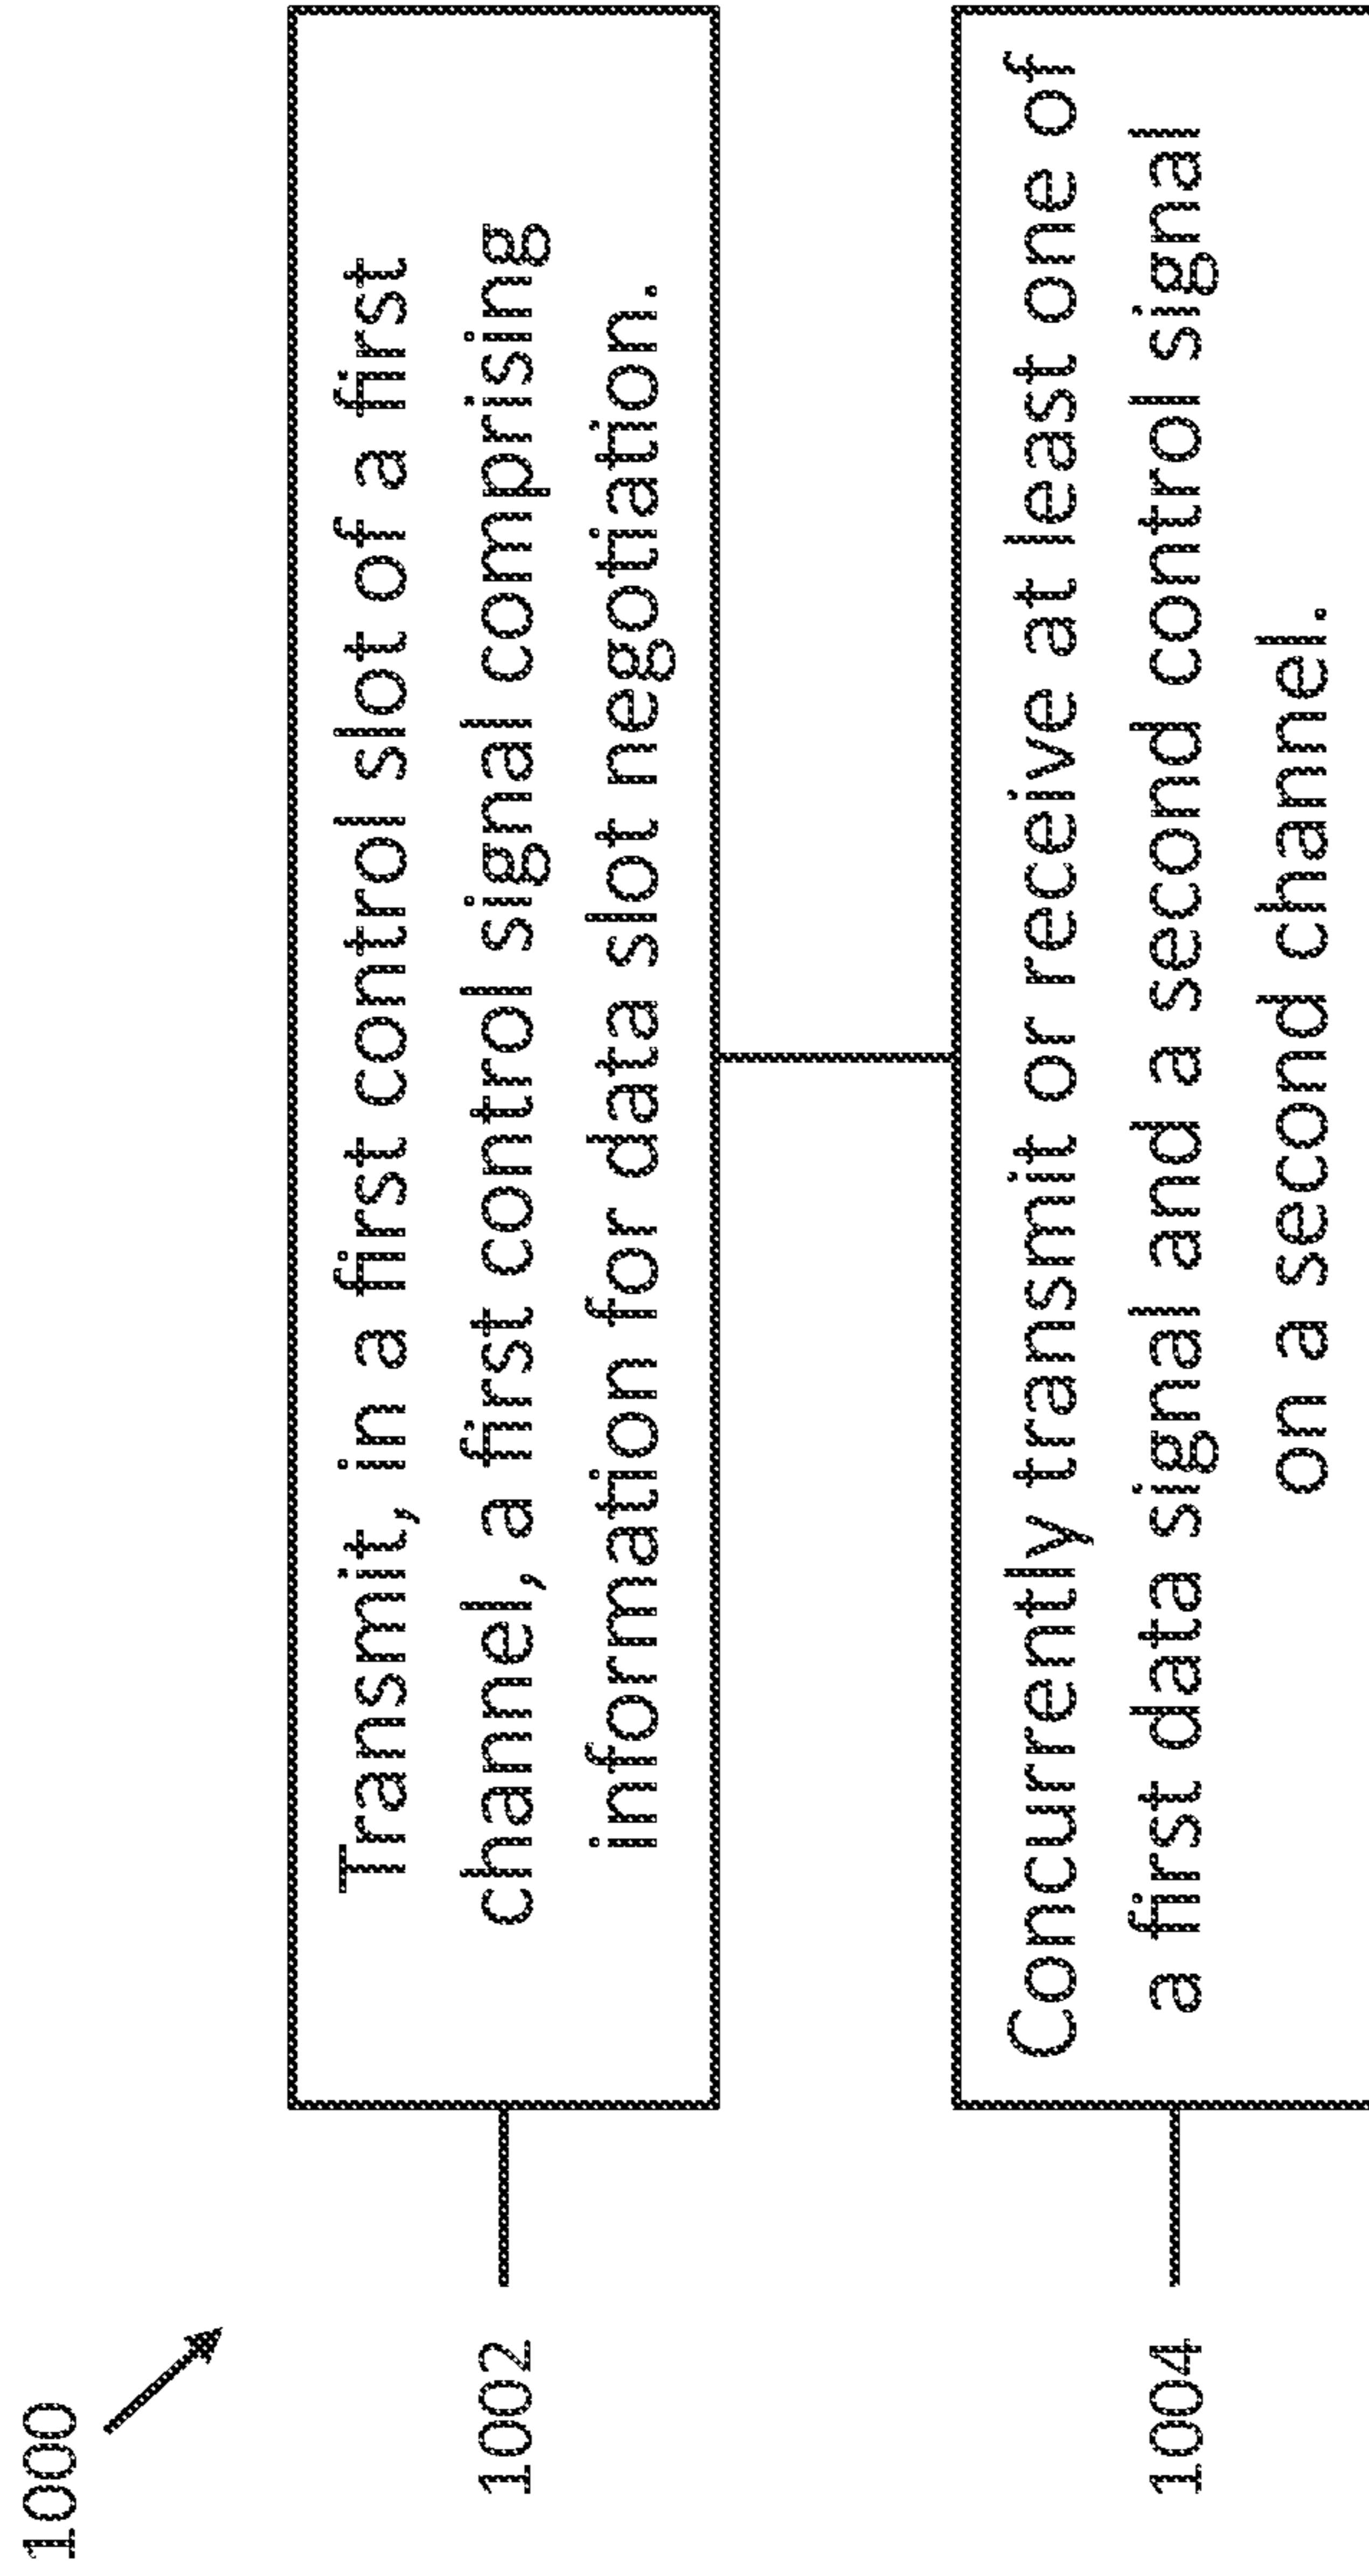 1000
1002
Transmit, in a first control slot of a first
channel, a first control signal comprising
information for data slot negotiation.
1004
Concurrently transmit or receive at least one of
a first data signal and a second control signal
on a second channel.